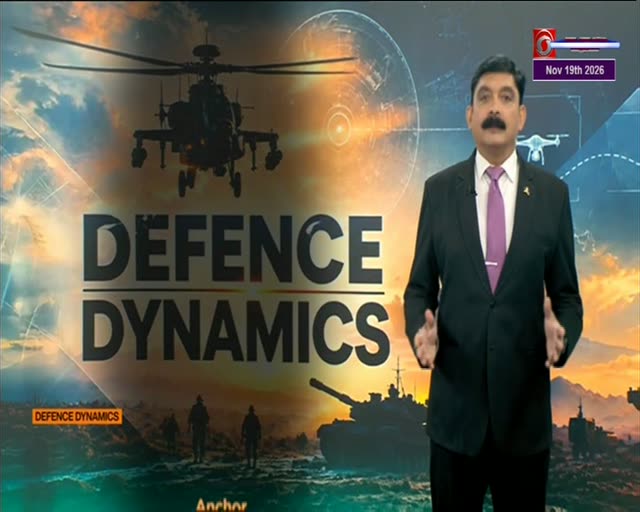 Nov 19th 2026
DEFENCE
DYNAMICS
DEFENCE DYNAMICS
Anchor